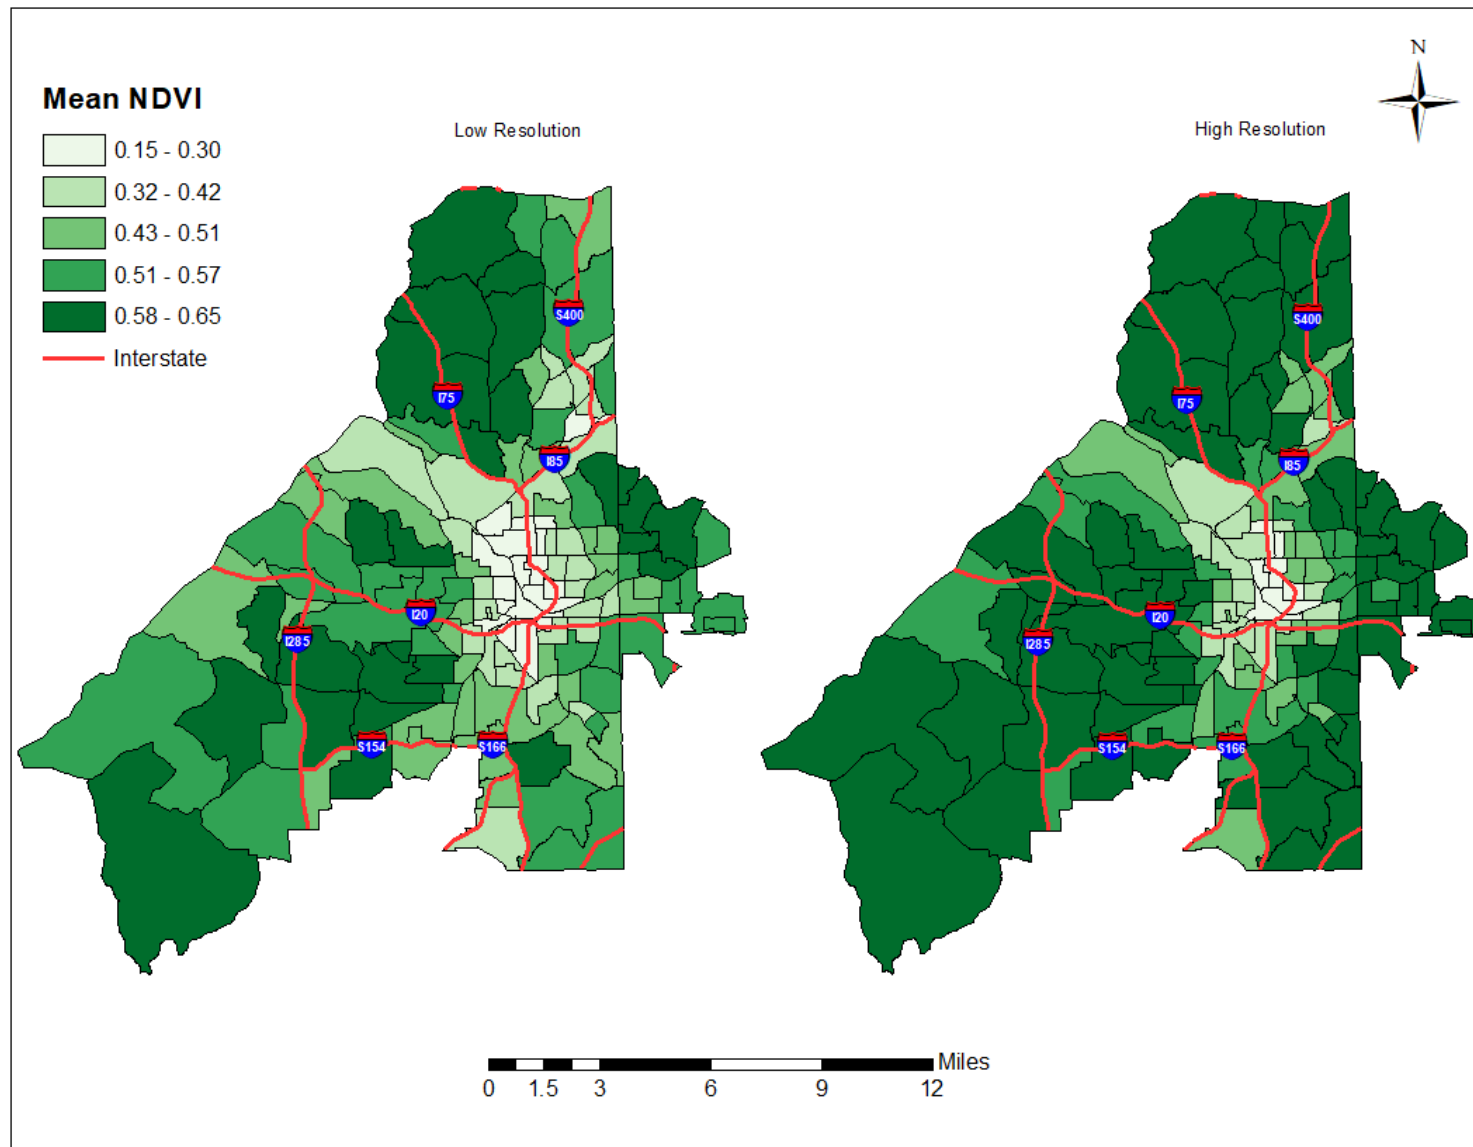 N
Mean NDVI
Low Resolution
High Resolution
0.15 - 0.30
0.32 - 0.42
0.43 - 0.51
0.51 - 0.57
0.58 - 0.65
Interstate
S400
I75
I85
I20
I285
S154
S166
S400
I75
I85
I20
I285
S154
S166
Miles
0 1.5 3 6 9 12